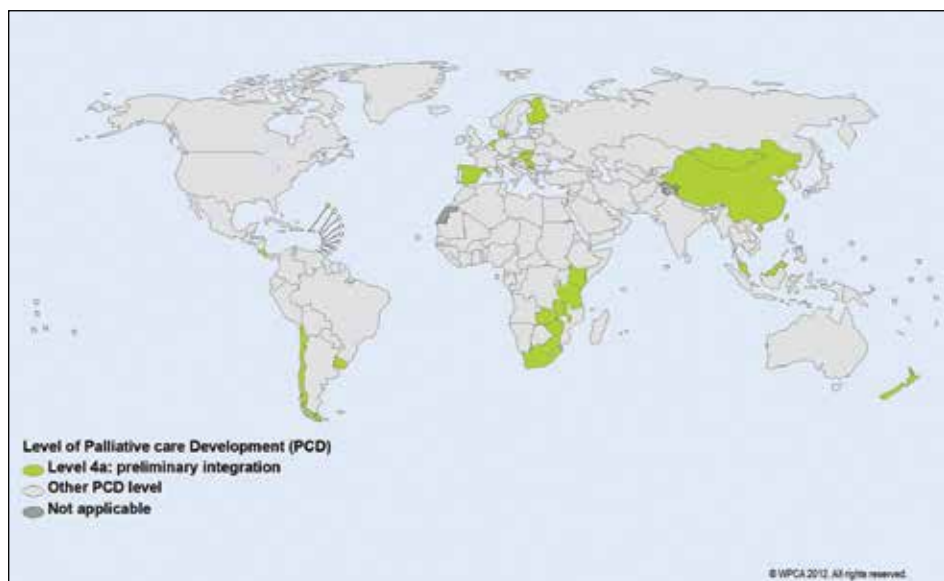 Level of Palliative care Development (PCD)
Level 4a: preliminary integration
Other PCD level
Not applicable
© WPCA 2012. All rights reserved.